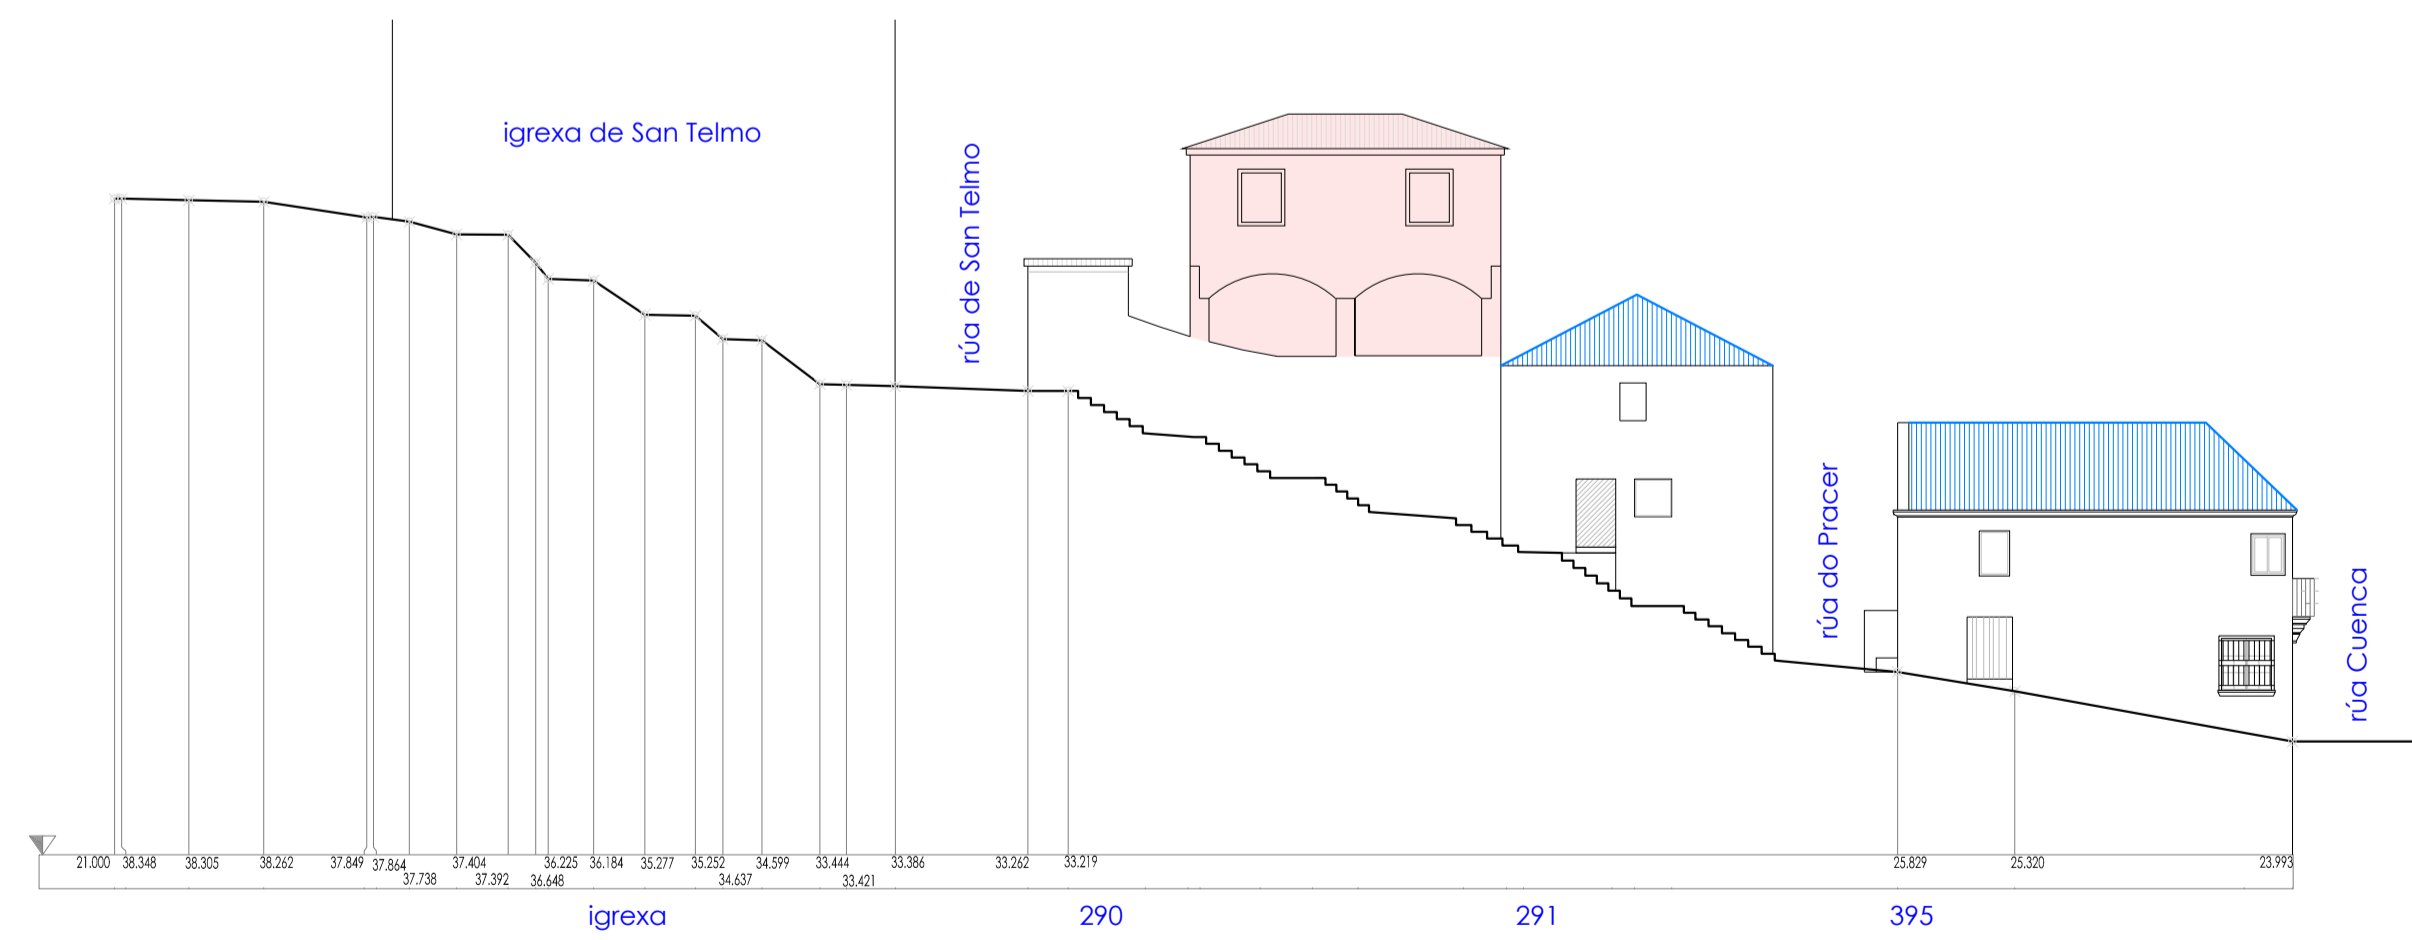 igrexa de San Telmo
rúa de San Telmo
rúa do Pracer
rúa Cuenca
21.000 38.348 38.305 38.262 37.849 37.864 37.404 36.225 36.184 35.277 35.252 34.599 33.444 33.386 33.262 33.219 25.829 25.320 23.993
37.738 37.392 36.648 34.637 33.421
igrexa 290 291 395